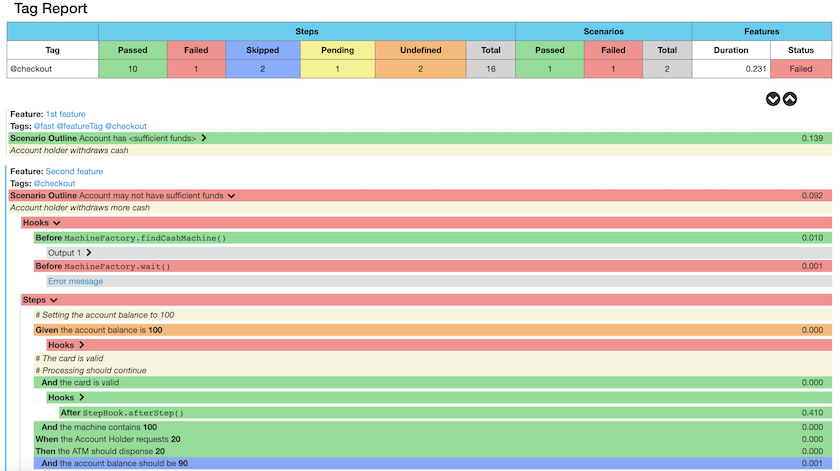 Tag Report
Steps Scenarios Features
Tag Passed Failed Skipped Pending Undefined Total Passed Failed Total Duration Status
@checkout 10 1 2 1 2 16 1 1 2 0.231 Failed
Feature: 1st feature
Tags: @fast @featureTag @checkout
Scenario Outline Account has <sufficient funds> 0.139
Account holder withdraws cash
Feature: Second feature
Tags: @checkout
Scenario Outline Account may not have sufficient funds 0.092
Account holder withdraws more cash
Hooks
Before MachineFactory.findCashMachine() 0.010
Output 1
Before MachineFactory.wait() 0.001
Error message
Steps
# Setting the account balance to 100
Given the account balance is 100 0.000
Hooks
# The card is valid
# Processing should continue
And the card is valid 0.000
Hooks
After StepHook.afterStep() 0.410
And the machine contains 100 0.000
When the Account Holder requests 20 0.000
Then the ATM should dispense 20 0.000
And the account balance should be 90 0.001